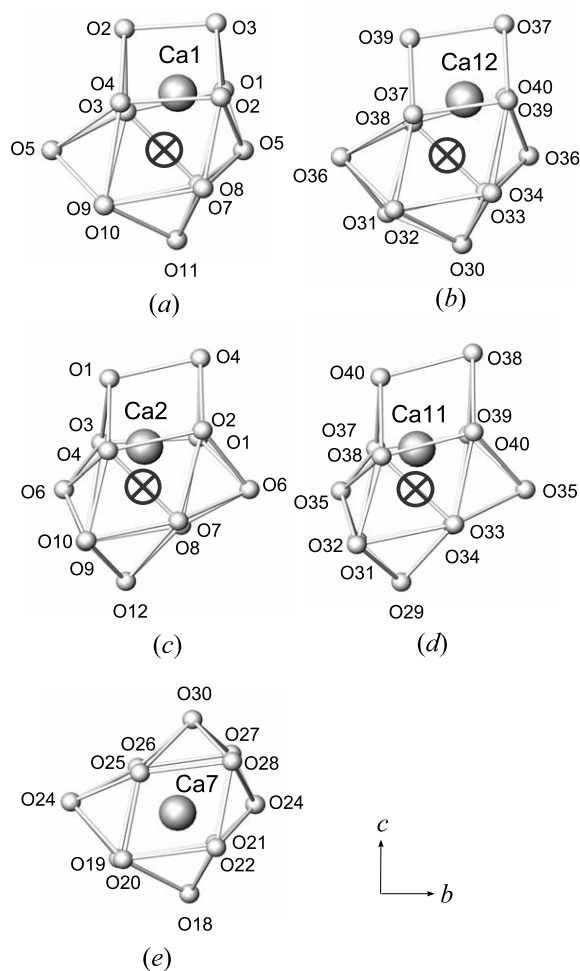 O2
O3
Ca1
O4
O3
O1
O2
O5
O5
O8
O9
O7
O10
O11
(a)
O39
O37
Ca12
O37
O38
O40
O39
O36
O36
O34
O31
O33
O32
O30
(b)
O1
O4
Ca2
O3
O2
O4
O1
O6
O6
O10
O7
O9
O8
O12
(c)
O40
O38
Ca11
O37
O39
O38
O40
O35
O35
O32
O33
O31
O34
O29
(d)
O30
O26
O27
O25
O28
Ca7
O24
O24
O19
O21
O20
O22
O18
(e)
c
b